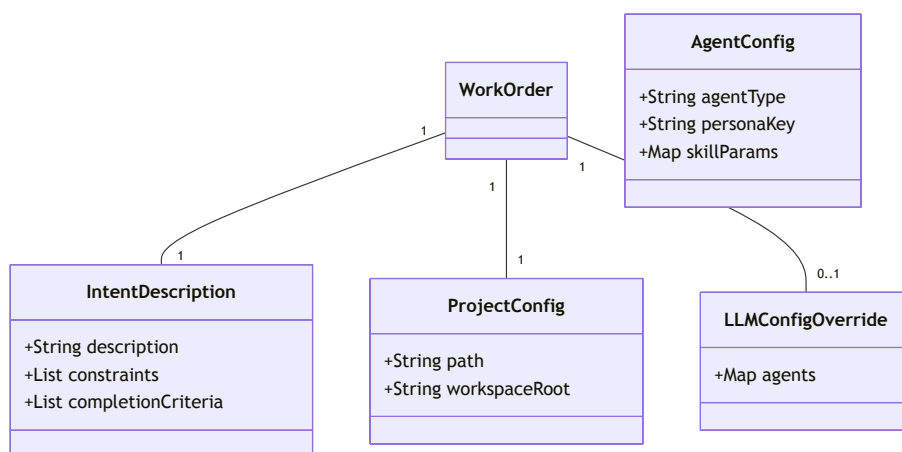 AgentConfig
+String agentType
+String personaKey
+Map skillParams
WorkOrder
1
1
1
1
1
0..1
IntentDescription
+String description
+List constraints
+List completionCriteria
ProjectConfig
+String path
+String workspaceRoot
LLMConfigOverride
+Map agents